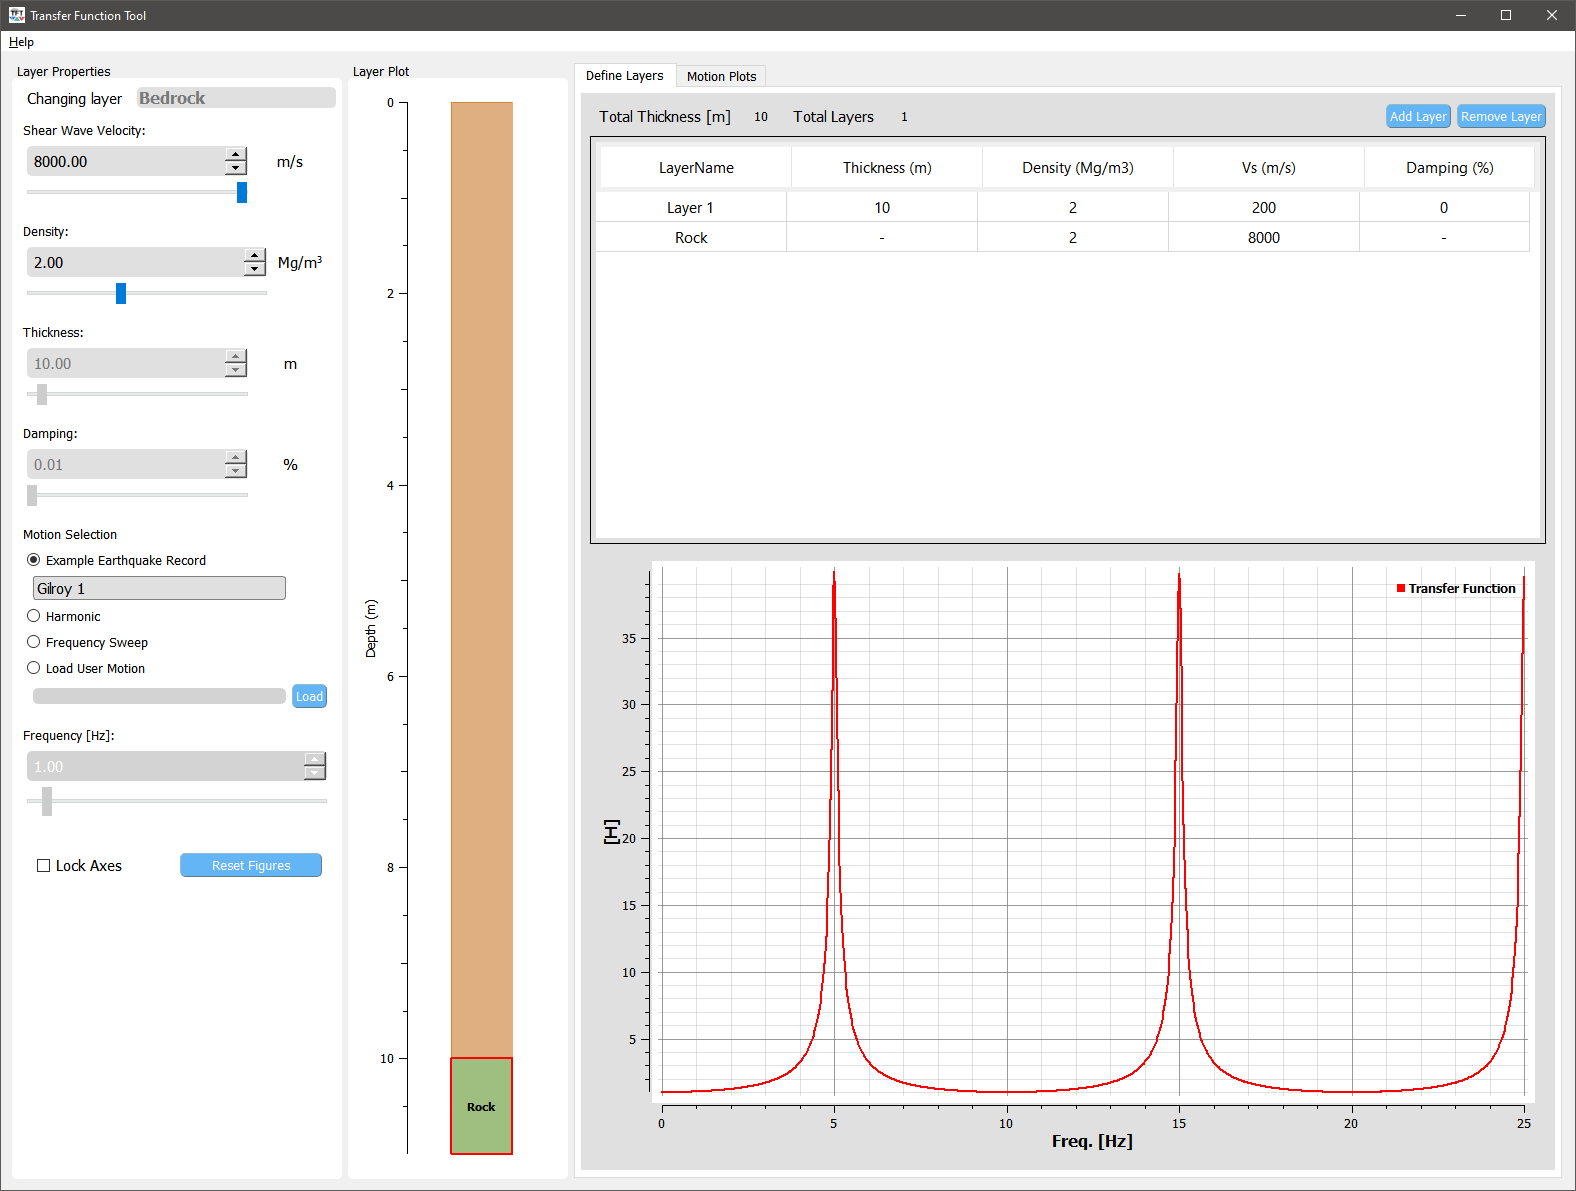 TFT Transfer Function Tool
Help
Layer Properties
Changing layer Bedrock
Shear Wave Velocity:
8000.00 m/s
Density:
2.00 Mg/m³
Thickness:
10.00 m
Damping:
0.01 %
Motion Selection
Example Earthquake Record
Gilroy 1
Harmonic
Frequency Sweep
Load User Motion
Load
Frequency [Hz]:
1.00
Lock Axes Reset Figures
Layer Plot
0
2
4
6
8
10
Depth (m)
Rock
Define Layers Motion Plots
Total Thickness [m] 10 Total Layers 1 Add Layer Remove Layer
LayerName Thickness (m) Density (Mg/m3) Vs (m/s) Damping (%)
Layer 1 10 2 200 0
Rock - 2 8000 -
Transfer Function
35
30
25
20
15
10
5
[H]
0 5 10 15 20 25
Freq. [Hz]